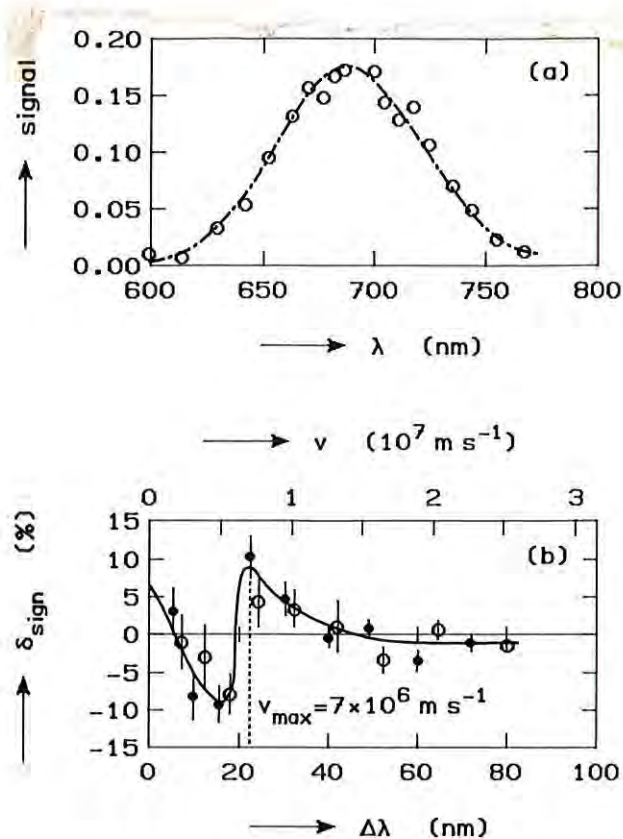 0.20
(a)
signal
0.15
0.10
0.05
0.00
600 650 700 750 800
λ (nm)
v (10⁷ m s⁻¹)
0 1 2 3
δsign (%)
15
(b)
10
5
0
-5
-10
vmax=7×10⁶ m s⁻¹
-15
0 20 40 60 80 100
Δλ (nm)